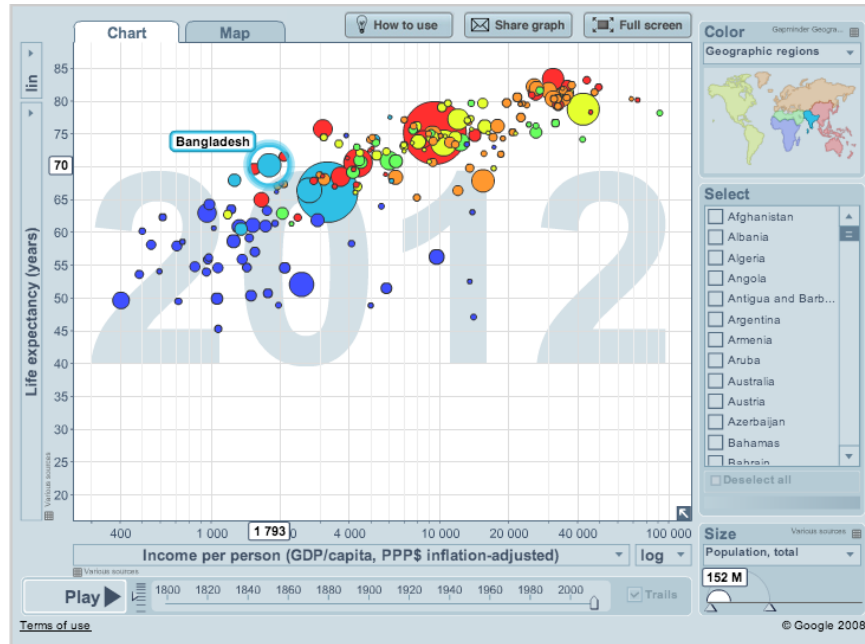 Chart
Map
How to use
Share graph
Full screen
Color
Gapminder Geogra...
Geographic regions
lin
Life expectancy (years)
Various sources
85
80
75
70
65
60
55
50
45
40
35
30
25
20
Bangladesh
2012
400
1 000
1 793
4 000
10 000
20 000
40 000
100 000
Income per person (GDP/capita, PPP$ inflation-adjusted)
log
Various sources
Select
Afghanistan
Albania
Algeria
Angola
Antigua and Barb...
Argentina
Armenia
Aruba
Australia
Austria
Azerbaijan
Bahamas
Bahrain
Deselect all
Size
Various sources
Population, total
152 M
Play
1800 1820 1840 1860 1880 1900 1920 1940 1960 1980 2000
Trails
Terms of use
© Google 2008